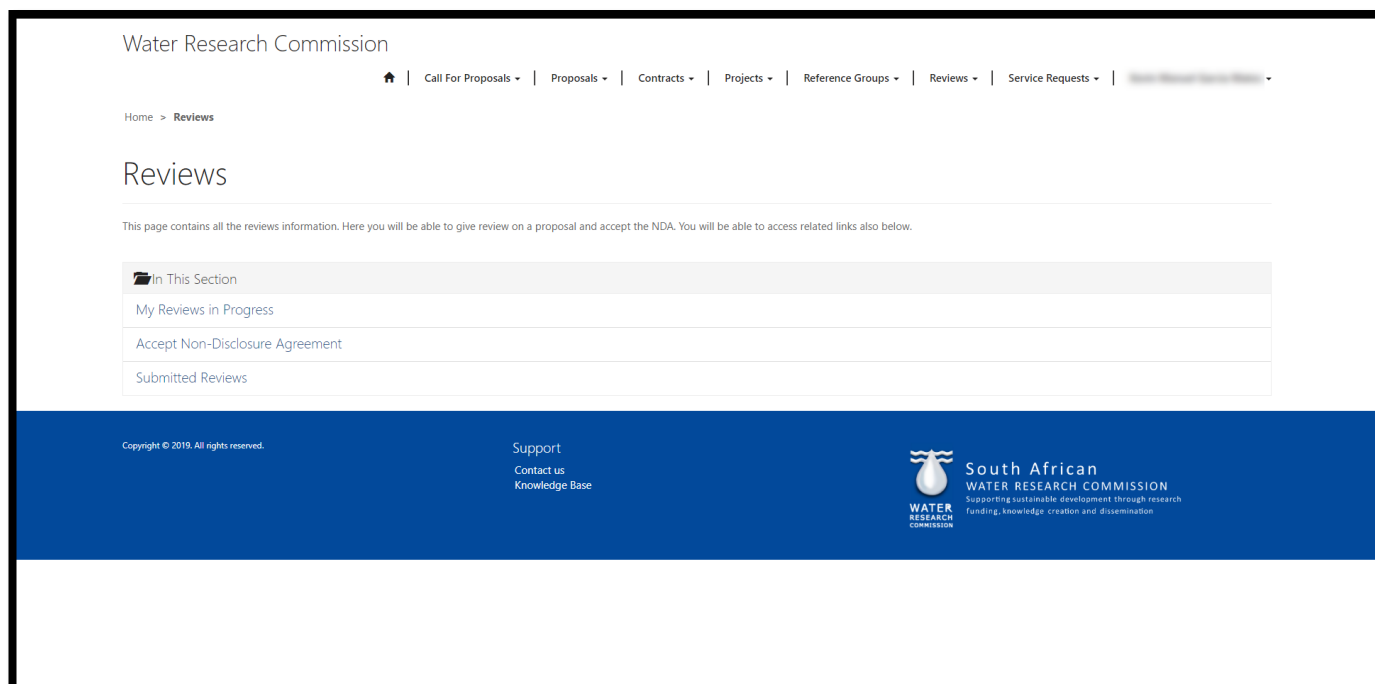 Water Research Commission
Call For Proposals | Proposals | Contracts | Projects | Reference Groups | Reviews | Service Requests |
Home > Reviews
Reviews
This page contains all the reviews information. Here you will be able to give review on a proposal and accept the NDA. You will be able to access related links also below.
In This Section
My Reviews in Progress
Accept Non-Disclosure Agreement
Submitted Reviews
Copyright © 2019. All rights reserved.
Support
Contact us
Knowledge Base
WATER
RESEARCH
COMMISSION
South African
WATER RESEARCH COMMISSION
Supporting sustainable development through research
funding, knowledge creation and dissemination